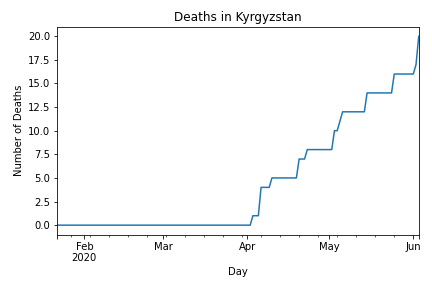 Deaths in Kyrgyzstan
Number of Deaths
20.0
17.5
15.0
12.5
10.0
7.5
5.0
2.5
0.0
Feb
2020
Mar
Apr
May
Jun
Day